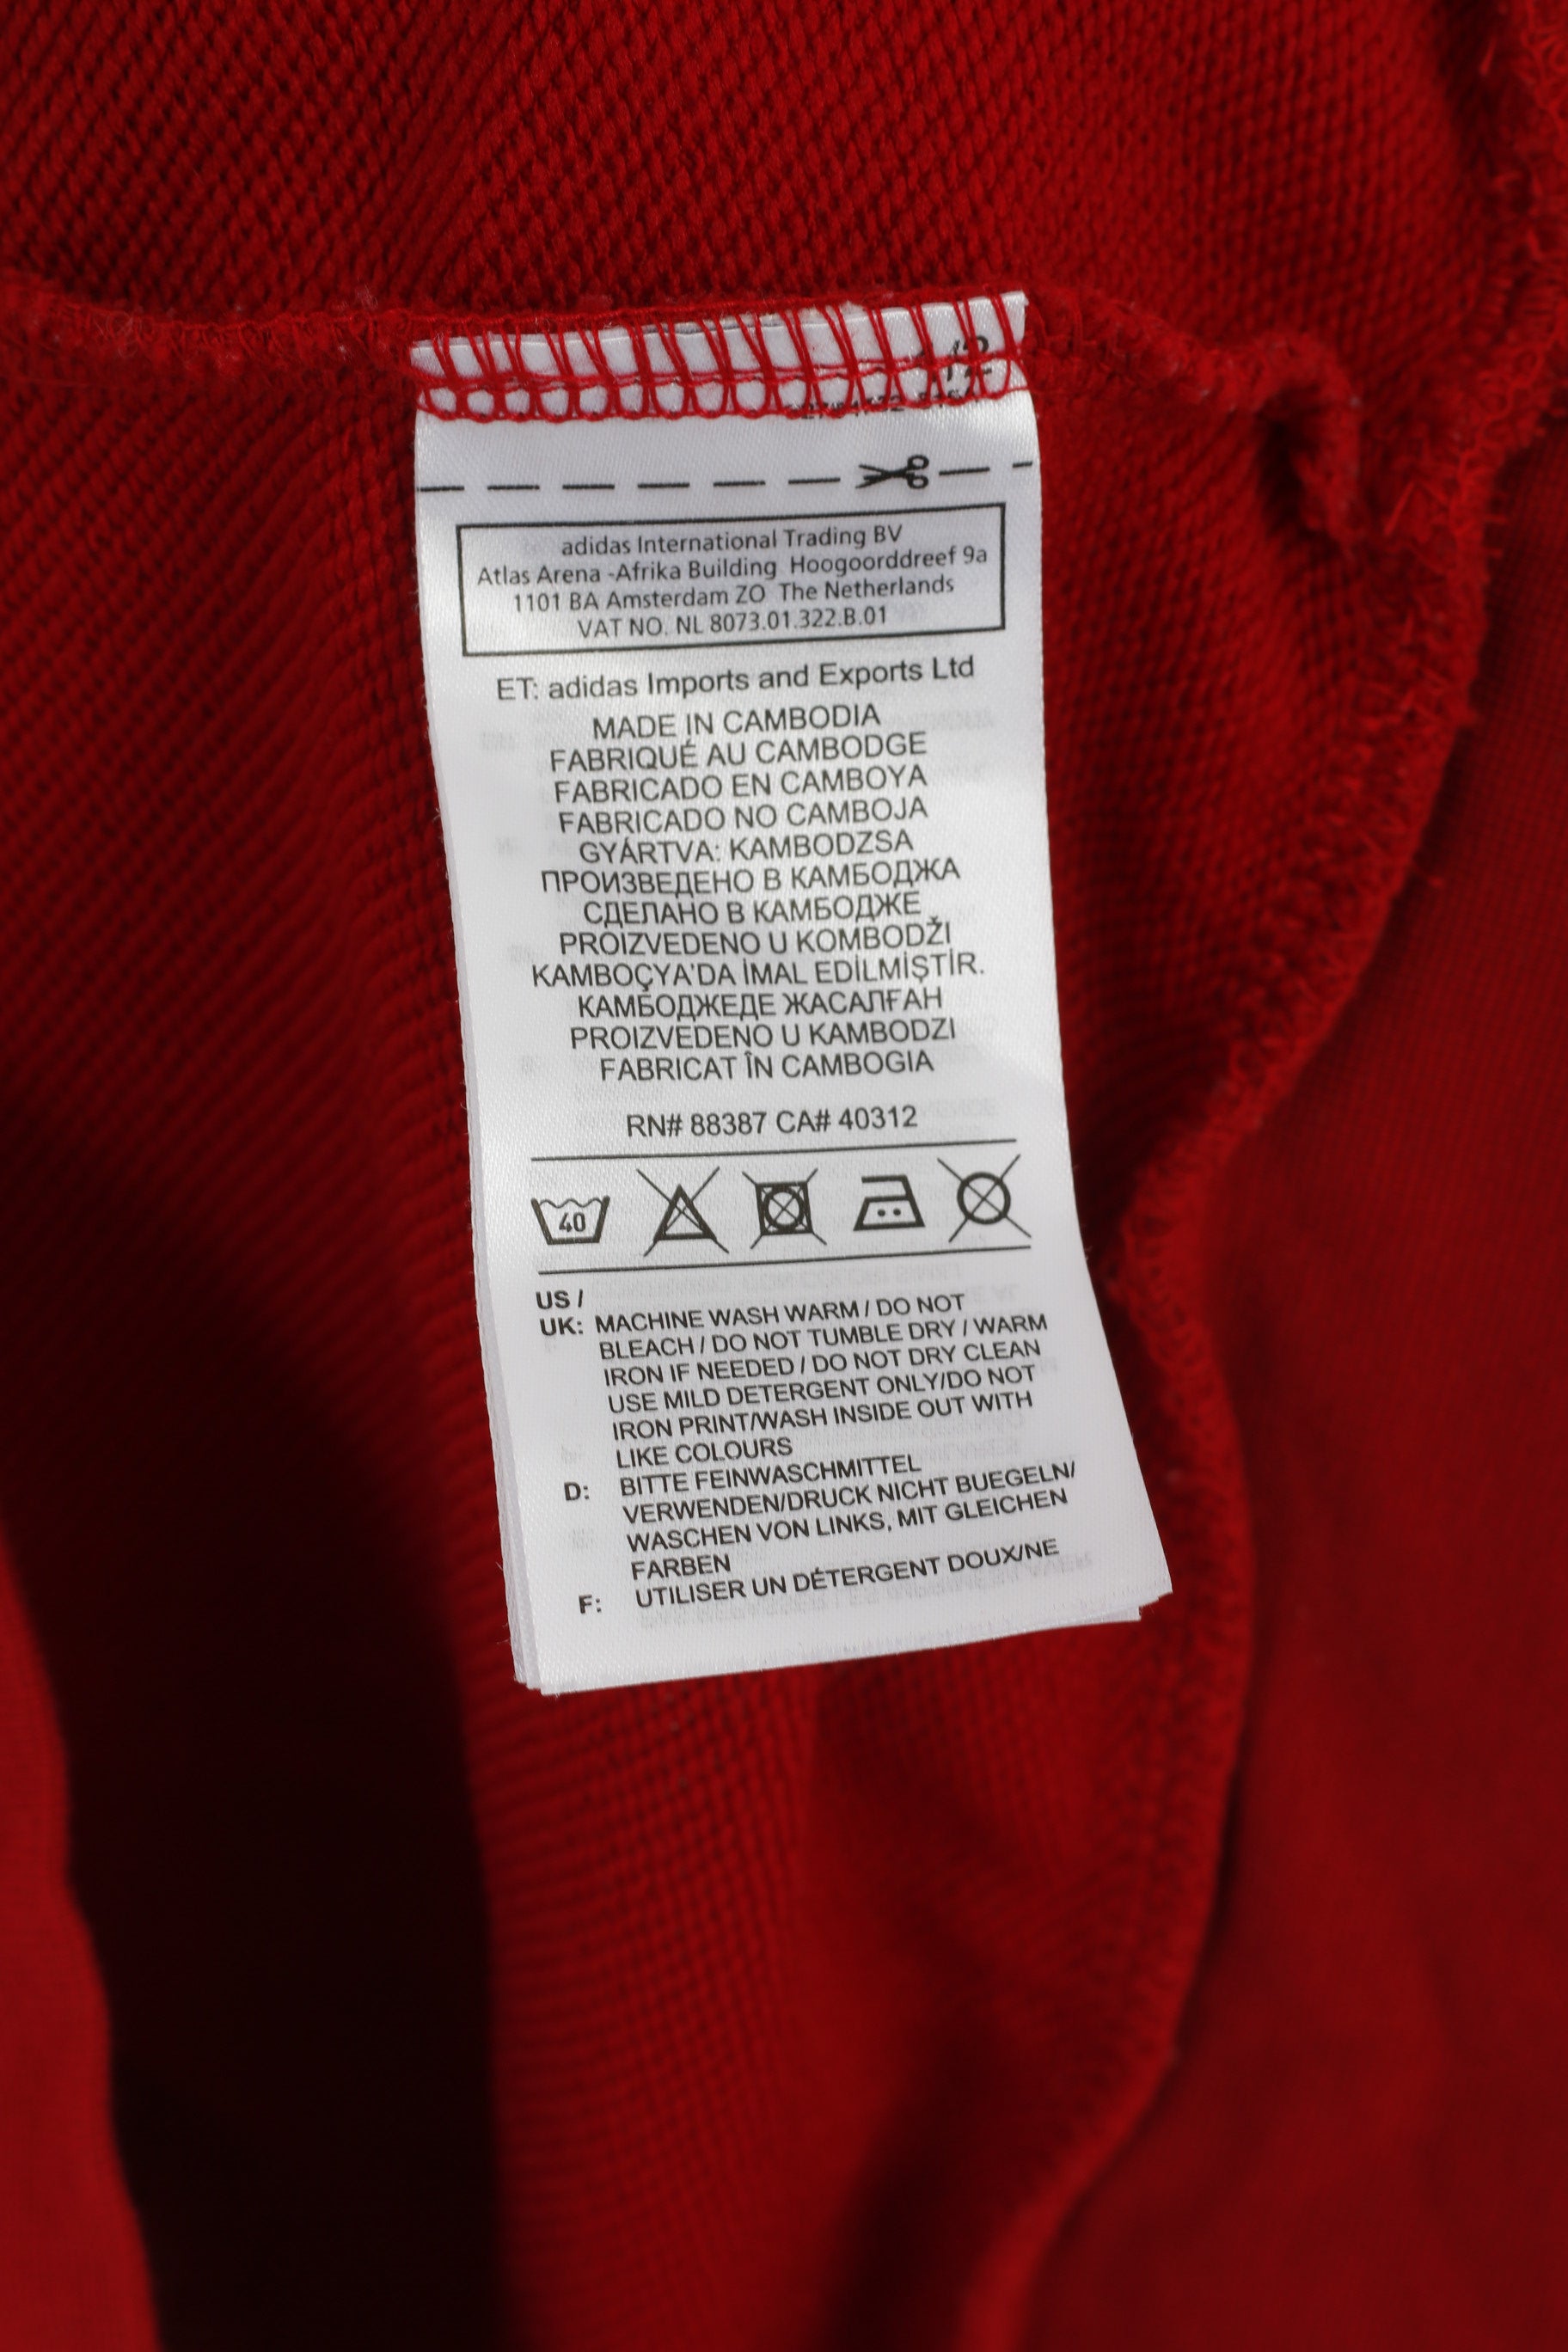 adidas International Trading BV
Atlas Arena -Afrika Building Hoogoorddreef 9a
1101 BA Amsterdam ZO The Netherlands
VAT NO. NL 8073.01.322.B.01
ET: adidas Imports and Exports Ltd
MADE IN CAMBODIA
FABRIQUÉ AU CAMBODGE
FABRICADO EN CAMBOYA
FABRICADO NO CAMBOJA
GYÁRTVA: KAMBODZSA
ПРОИЗВЕДЕНО В КАМБОДЖА
СДЕЛАНО В КАМБОДЖЕ
PROIZVEDENO U KOMBODŽI
KAMBOÇYA'DA İMAL EDİLMİŞTİR.
КАМБОДЖЕДЕ ЖАСАЛҒАН
PROIZVEDENO U KAMBODZI
FABRICAT ÎN CAMBOGIA
RN# 88387 CA# 40312
40
US /
UK: MACHINE WASH WARM / DO NOT
BLEACH / DO NOT TUMBLE DRY / WARM
IRON IF NEEDED / DO NOT DRY CLEAN
USE MILD DETERGENT ONLY/DO NOT
IRON PRINT/WASH INSIDE OUT WITH
LIKE COLOURS
D: BITTE FEINWASCHMITTEL
VERWENDEN/DRUCK NICHT BUEGELN/
WASCHEN VON LINKS, MIT GLEICHEN
FARBEN
F: UTILISER UN DÉTERGENT DOUX/NE